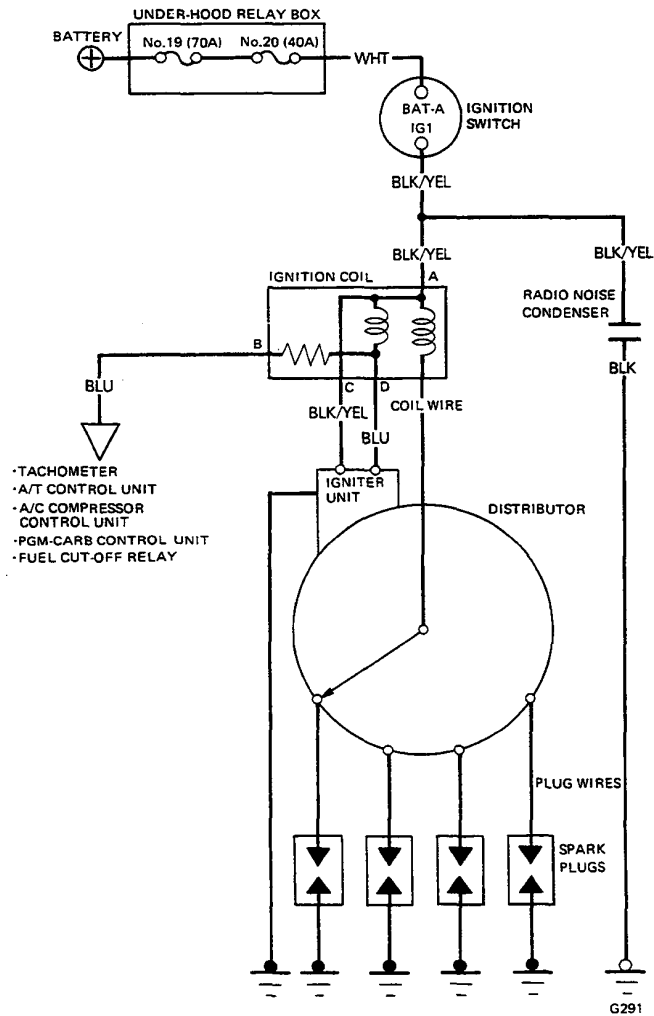 UNDER-HOOD RELAY BOX
BATTERY
No.19 (70A)
No.20 (40A)
WHT
BAT-A
IG1
IGNITION
SWITCH
BLK/YEL
BLK/YEL
BLK/YEL
IGNITION COIL
A
RADIO NOISE
CONDENSER
B
BLU
C
D
BLK
COIL WIRE
BLK/YEL
BLU
·TACHOMETER
·A/T CONTROL UNIT
·A/C COMPRESSOR
CONTROL UNIT
·PGM-CARB CONTROL UNIT
·FUEL CUT-OFF RELAY
IGNITER
UNIT
DISTRIBUTOR
PLUG WIRES
SPARK
PLUGS
G291